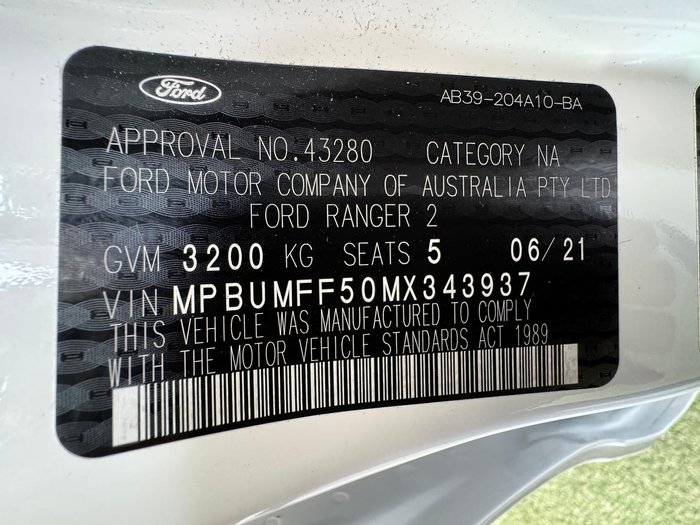 Ford
AB39-204A10-BA
APPROVAL NO.43280 CATEGORY NA
FORD MOTOR COMPANY OF AUSTRALIA PTY LTD
FORD RANGER 2
GVM 3200 KG SEATS 5 06/21
VIN MPBUMFF50MX343937
THIS VEHICLE WAS MANUFACTURED TO COMPLY
WITH THE MOTOR VEHICLE STANDARDS ACT 1989